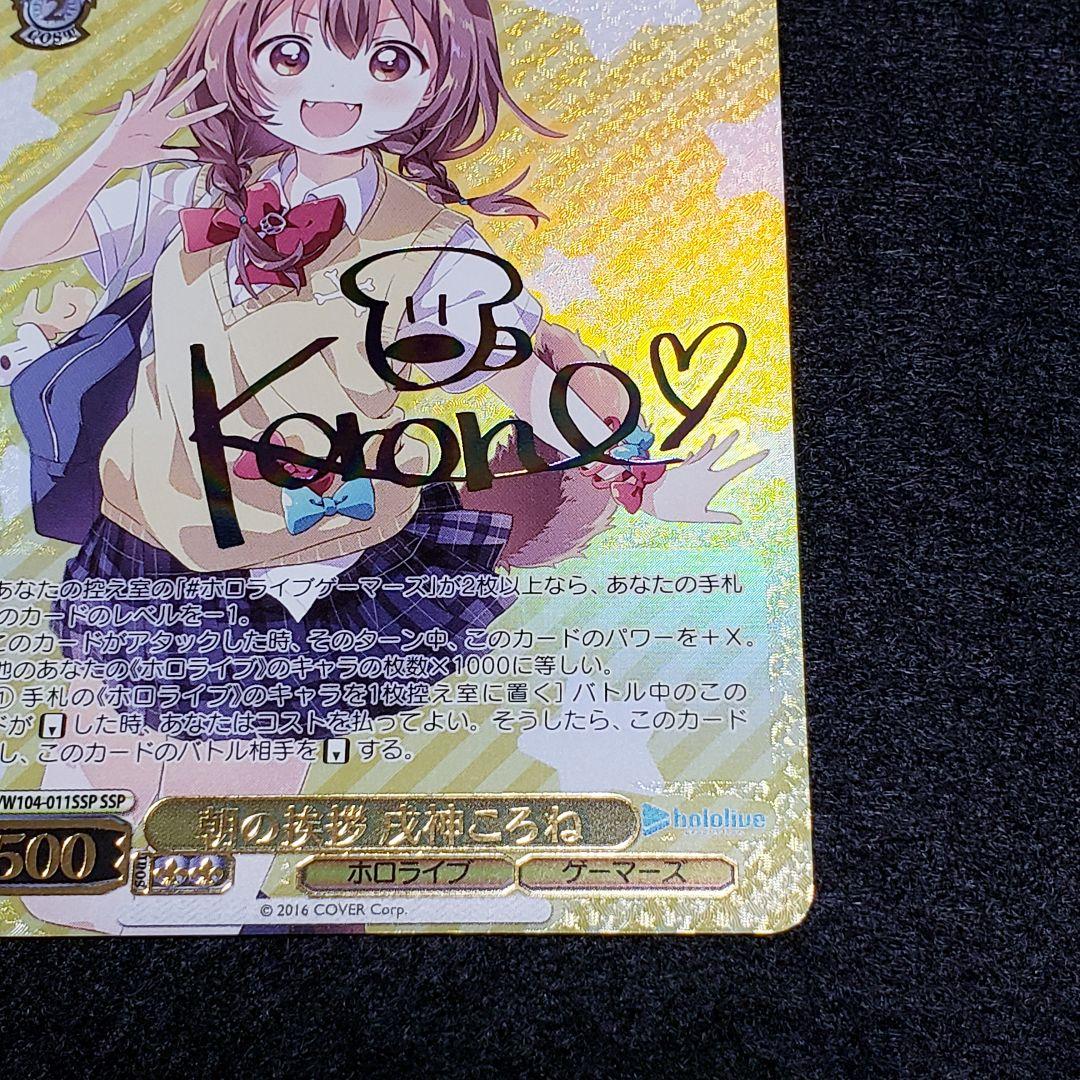 2
COST
Korone
あなたの控え室の「#ホロライブゲーマーズ」が2枚以上なら、あなたの手札
のカードのレベルを−1。
このカードがアタックした時、そのターン中、このカードのパワーを＋X。
他のあなたの《ホロライブ》のキャラの枚数×1000に等しい。
① 手札の《ホロライブ》のキャラを1枚控え室に置く］ バトル中のこの
ドが した時、あなたはコストを払ってよい。そうしたら、このカード
し、このカードのバトル相手を する。
/W104-011SSP SSP
500
朝の挨拶 戌神ころね
hololive
SOUL
ホロライブ
ゲーマーズ
© 2016 COVER Corp.